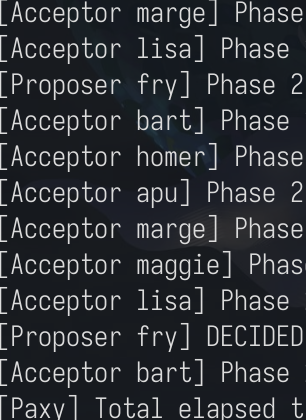 [Acceptor marge] Phase
[Acceptor lisa] Phase
[Proposer fry] Phase 2
[Acceptor bart] Phase
[Acceptor homer] Phase
[Acceptor apu] Phase 2
[Acceptor marge] Phase
[Acceptor maggie] Phas
[Acceptor lisa] Phase
[Proposer fry] DECIDED
[Acceptor bart] Phase
[Paxy] Total elapsed t